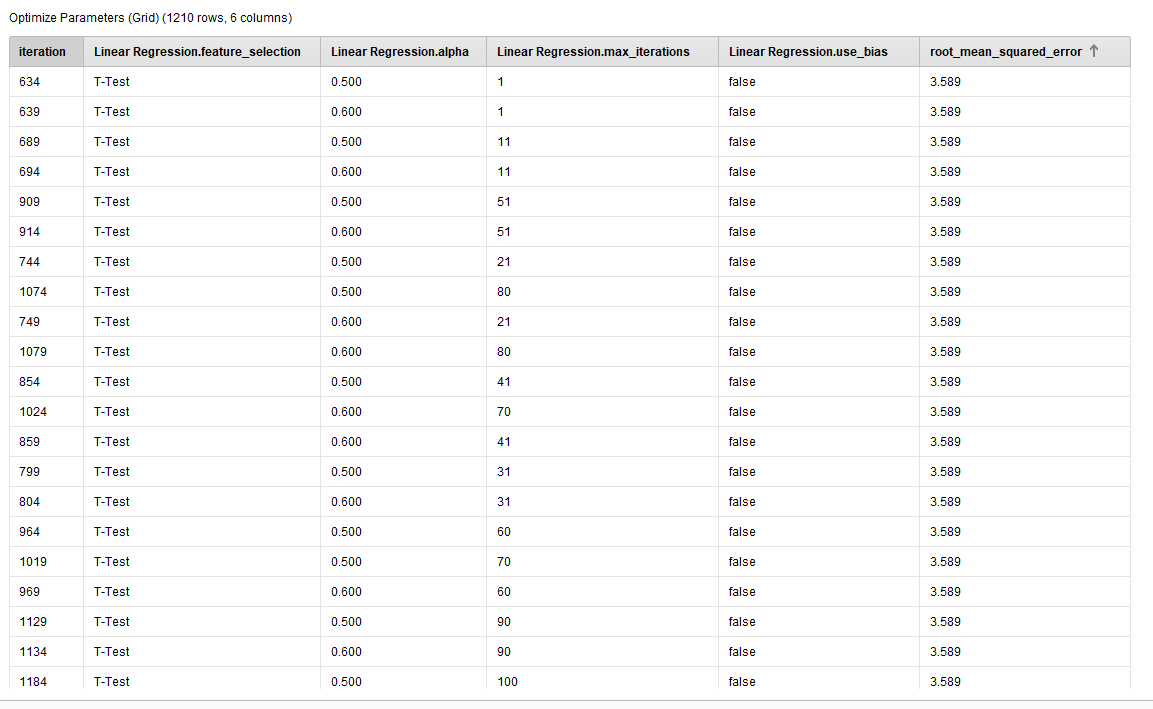 Optimize Parameters (Grid) (1210 rows, 6 columns)
iteration Linear Regression.feature_selection Linear Regression.alpha Linear Regression.max_iterations Linear Regression.use_bias root_mean_squared_error ↑
634 T-Test 0.500 1 false 3.589
639 T-Test 0.600 1 false 3.589
689 T-Test 0.500 11 false 3.589
694 T-Test 0.600 11 false 3.589
909 T-Test 0.500 51 false 3.589
914 T-Test 0.600 51 false 3.589
744 T-Test 0.500 21 false 3.589
1074 T-Test 0.500 80 false 3.589
749 T-Test 0.600 21 false 3.589
1079 T-Test 0.600 80 false 3.589
854 T-Test 0.500 41 false 3.589
1024 T-Test 0.600 70 false 3.589
859 T-Test 0.600 41 false 3.589
799 T-Test 0.500 31 false 3.589
804 T-Test 0.600 31 false 3.589
964 T-Test 0.500 60 false 3.589
1019 T-Test 0.500 70 false 3.589
969 T-Test 0.600 60 false 3.589
1129 T-Test 0.500 90 false 3.589
1134 T-Test 0.600 90 false 3.589
1184 T-Test 0.500 100 false 3.589